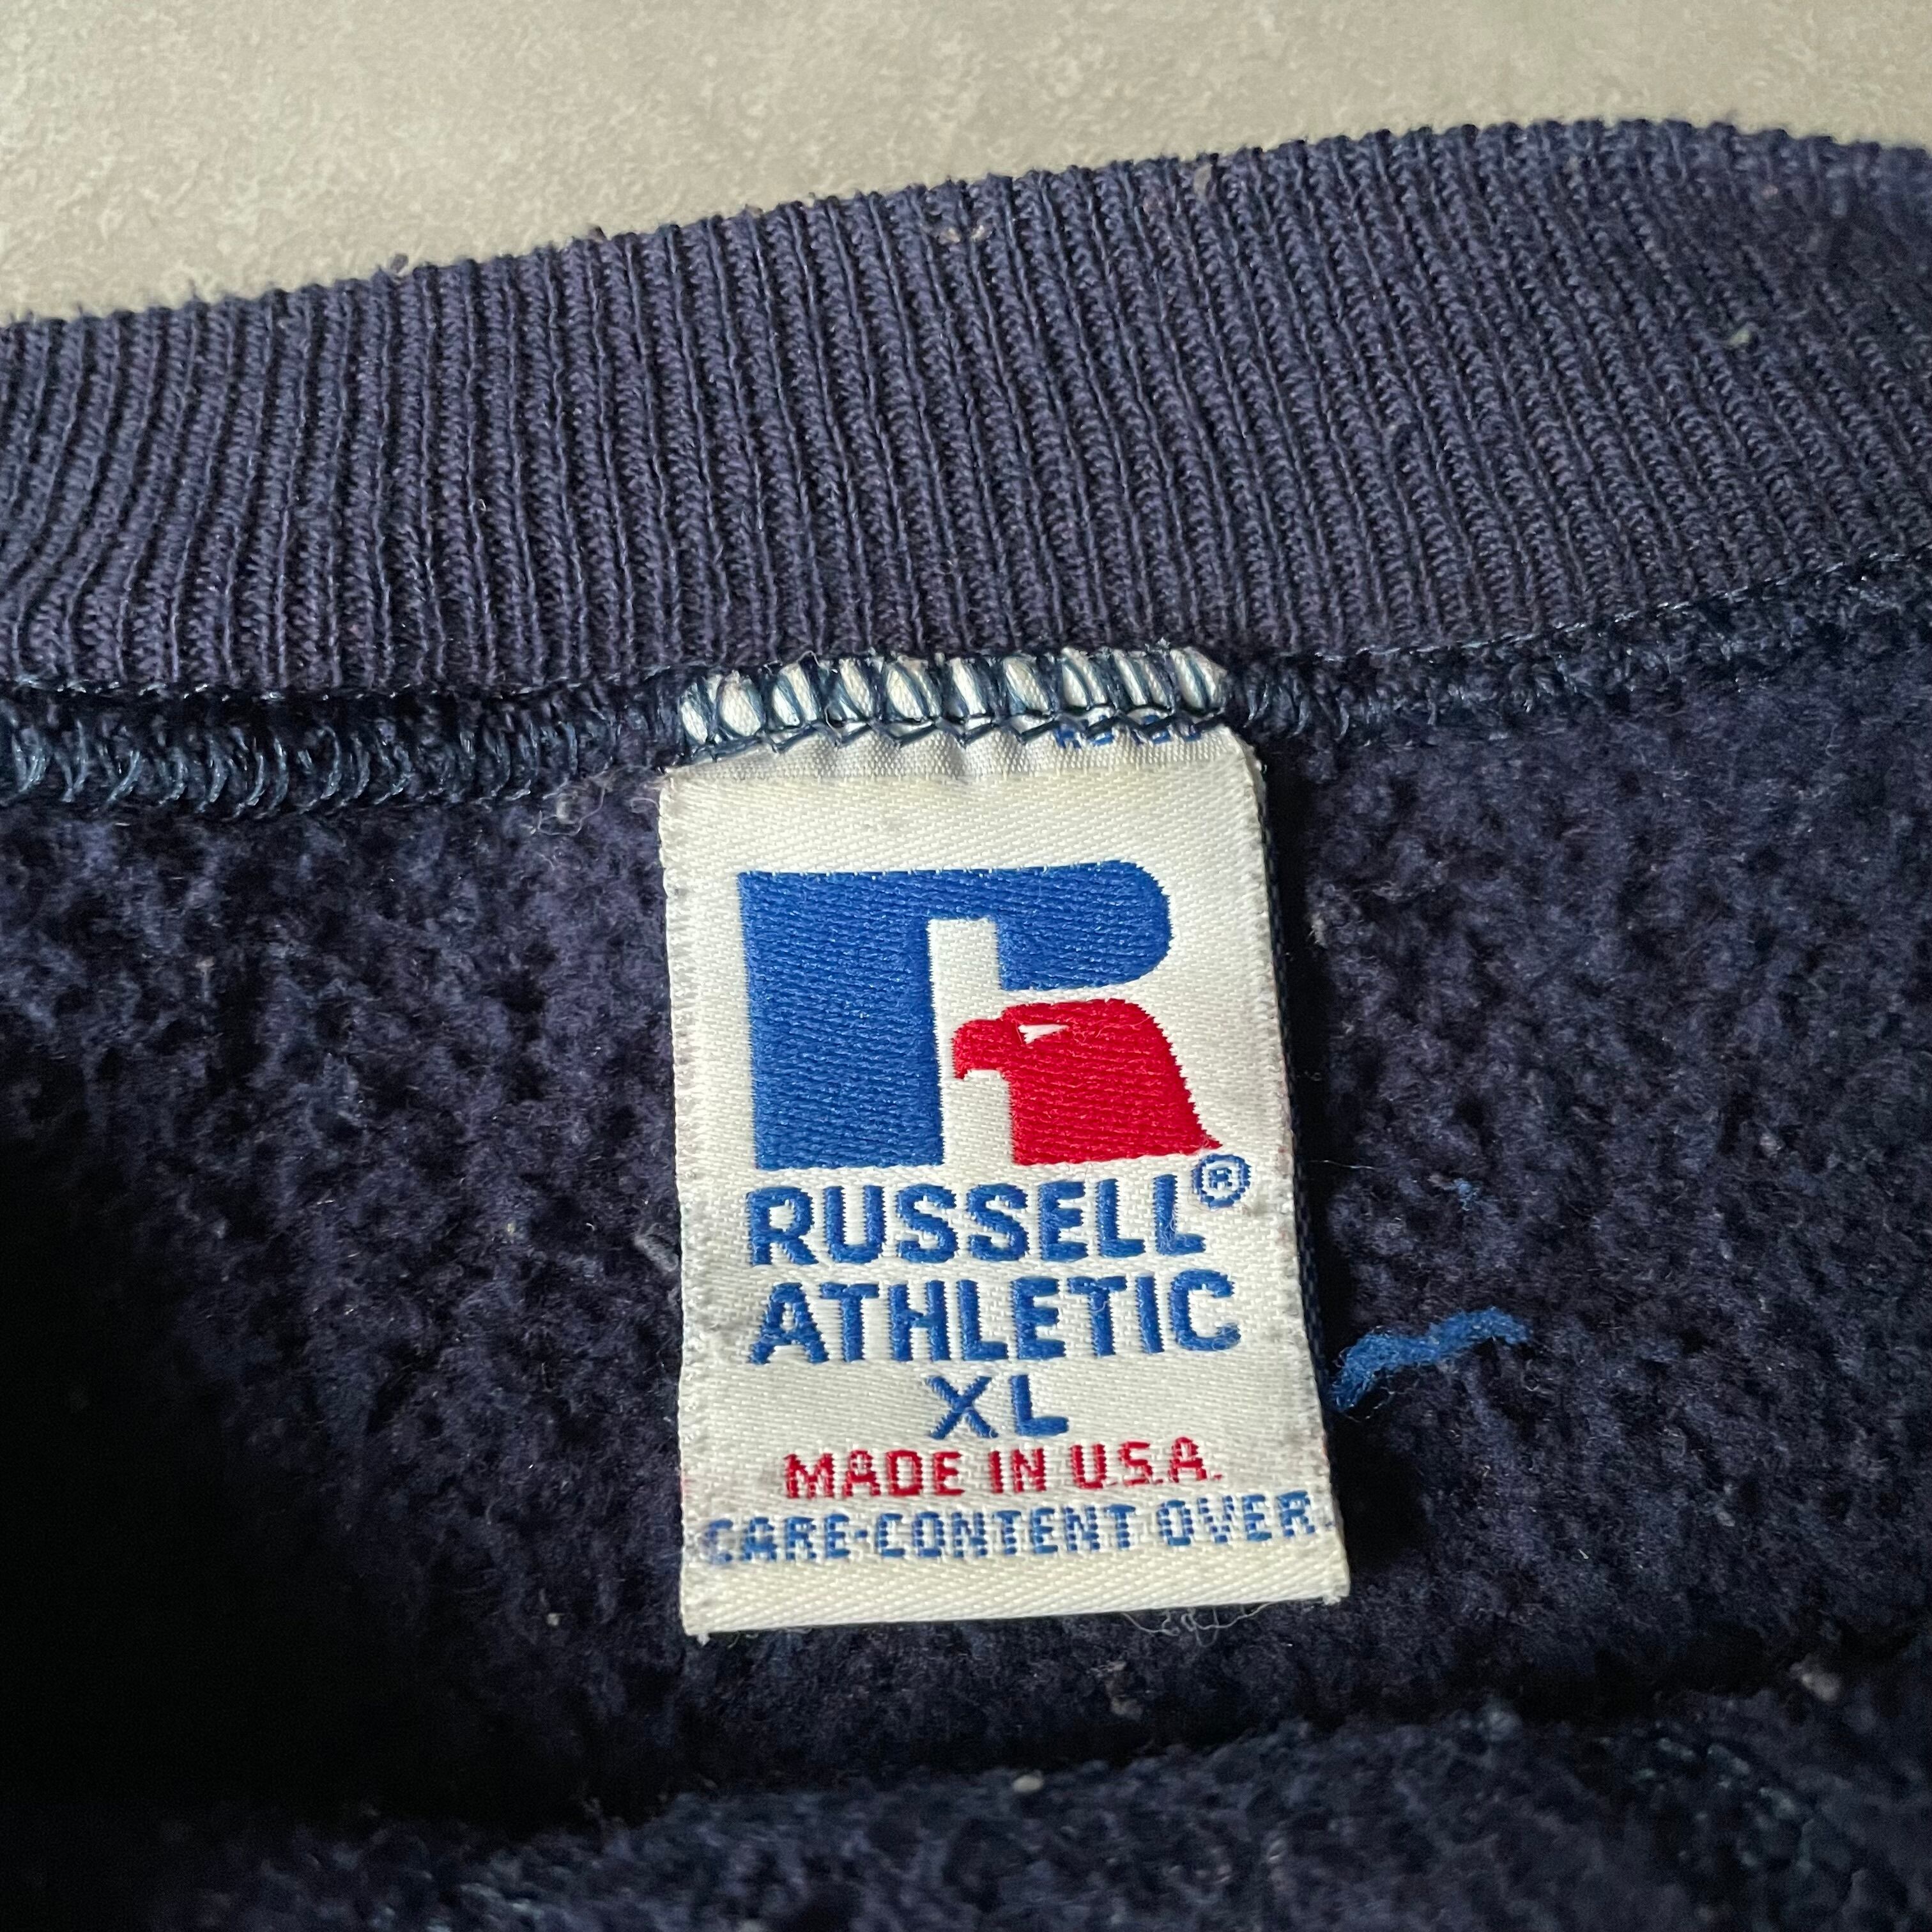 R
RUSSELL®
ATHLETIC
XL
MADE IN U.S.A.
CARE-CONTENT OVER